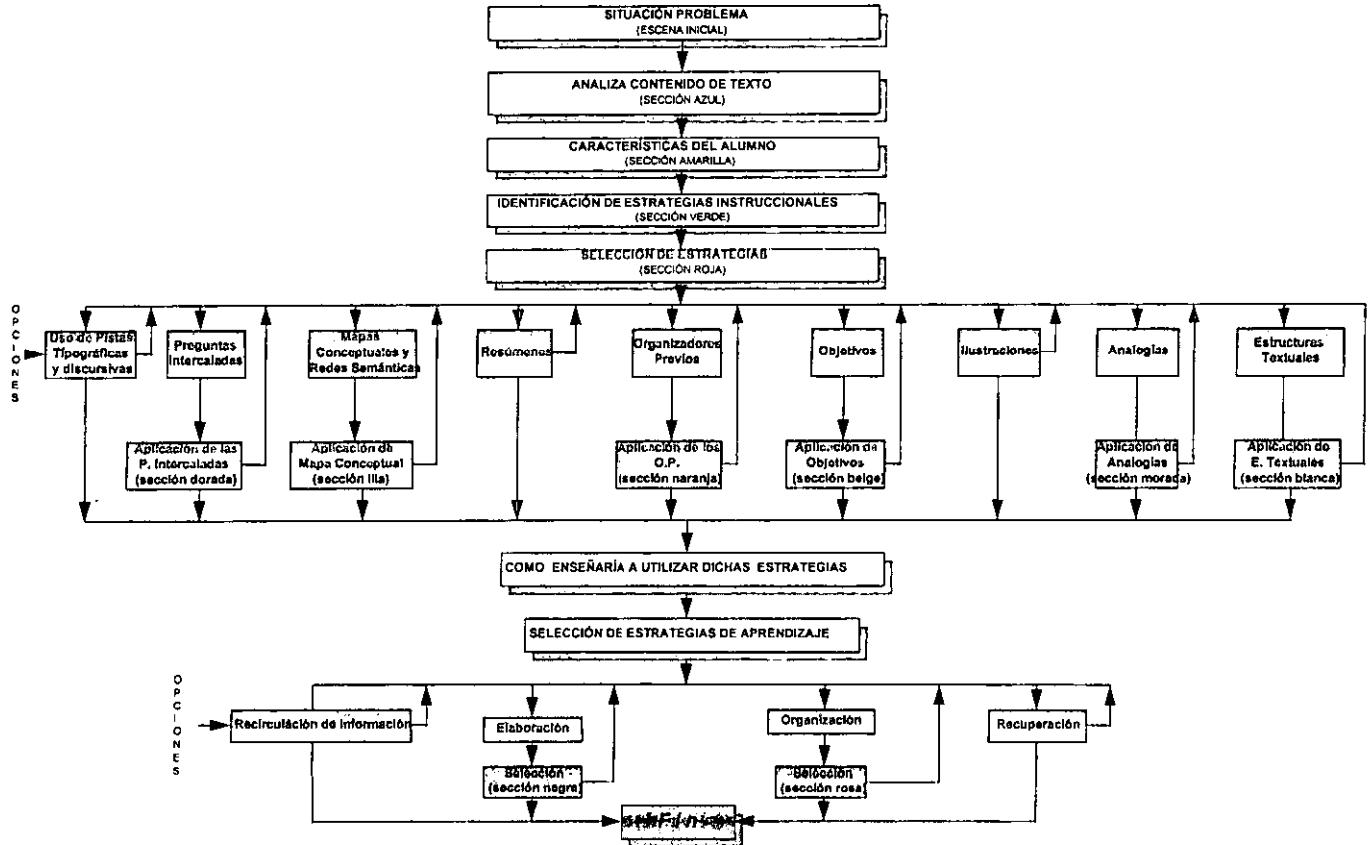 SITUACIÓN PROBLEMA
(ESCENA INICIAL)
ANALIZA CONTENIDO DE TEXTO
(SECCIÓN AZUL)
CARACTERÍSTICAS DEL ALUMNO
(SECCIÓN AMARILLA)
IDENTIFICACIÓN DE ESTRATEGIAS INSTRUCCIONALES
(SECCIÓN VERDE)
SELECCIÓN DE ESTRATEGIAS
(SECCIÓN ROJA)
OPCIONES
Uso de Pistas
Tipográficas
y discursivas
Preguntas
Intercaladas
Mapas
Conceptuales y
Redes Semánticas
Resúmenes
Organizadores
Previos
Objetivos
Ilustraciones
Analogías
Estructuras
Textuales
Aplicación de las
P. Intercaladas
(sección dorada)
Aplicación de
Mapa Conceptual
(sección lila)
Aplicación de los
O.P.
(sección naranja)
Aplicación de
Objetivos
(sección beige)
Aplicación de
Analogías
(sección morada)
Aplicación de
E. Textuales
(sección blanca)
COMO ENSEÑARÍA A UTILIZAR DICHAS ESTRATEGIAS
SELECCIÓN DE ESTRATEGIAS DE APRENDIZAJE
OPCIONES
Recirculación de información
Elaboración
Organización
Recuperación
Selección
(sección negra)
Selección
(sección rosa)